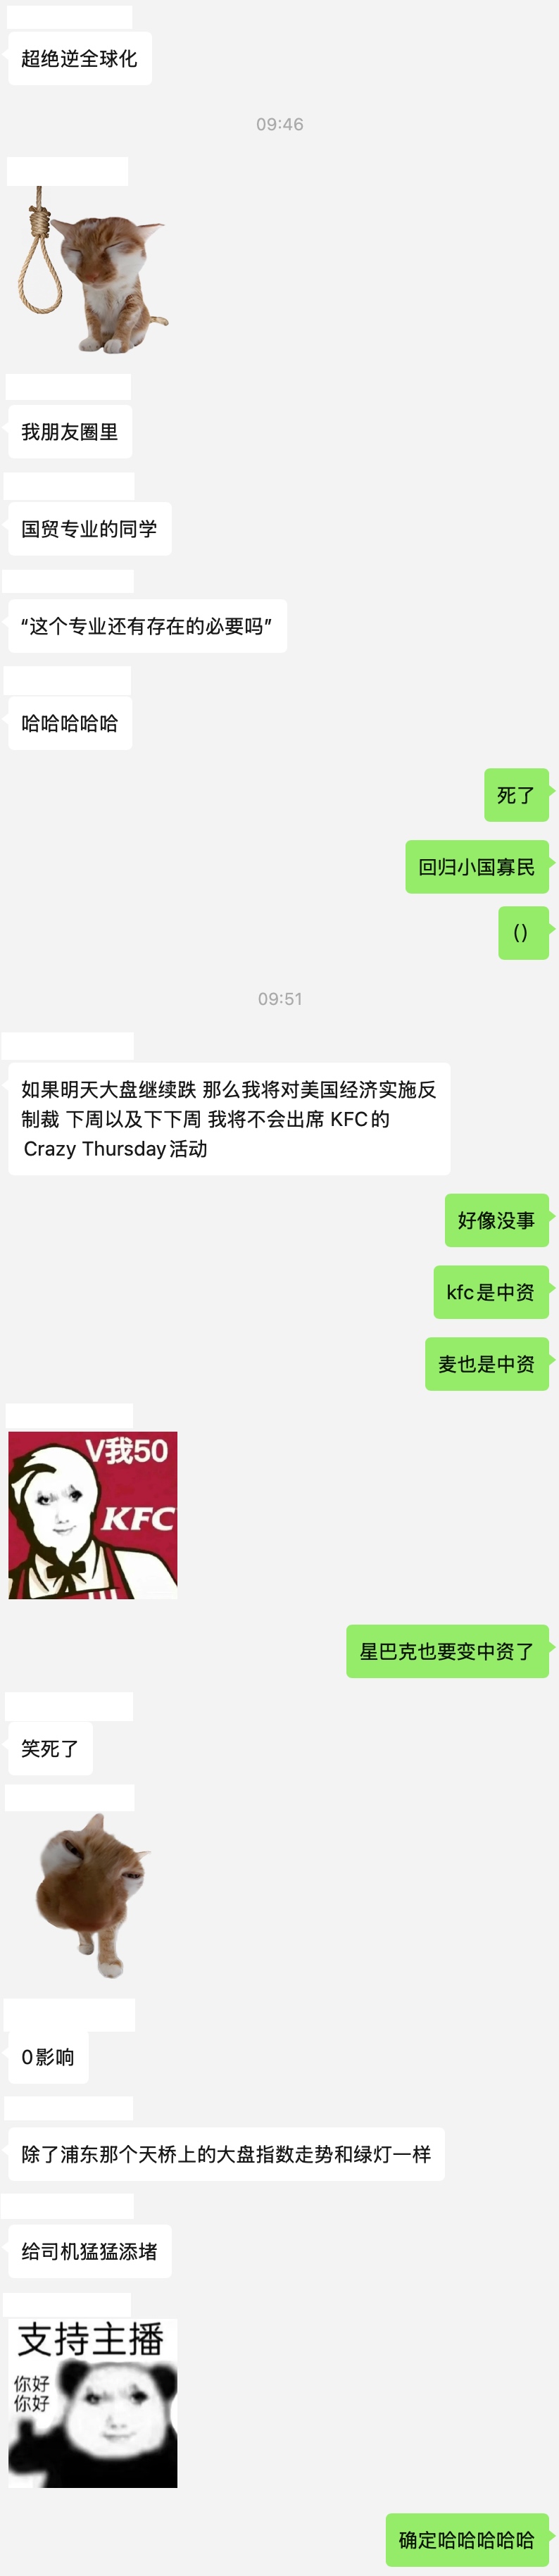 超绝逆全球化
09:46
我朋友圈里
国贸专业的同学
“这个专业还有存在的必要吗”
哈哈哈哈哈
死了
回归小国寡民
()
09:51
如果明天大盘继续跌 那么我将对美国经济实施反
制裁 下周以及下下周 我将不会出席 KFC的
Crazy Thursday活动
好像没事
kfc是中资
麦也是中资
V我50
KFC
星巴克也要变中资了
笑死了
0影响
除了浦东那个天桥上的大盘指数走势和绿灯一样
给司机猛猛添堵
支持主播
你好
你好
确定哈哈哈哈哈